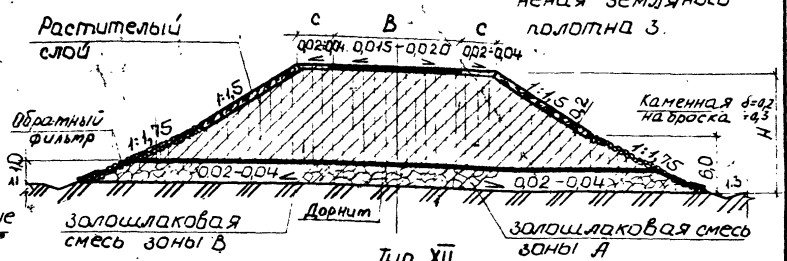 нения земляного
полотна 3.
Растителый
слой
С В С
0,02-0,04 0,015-0,020 0,02-0,04
1:1,5
1:1,5
0,2
Каменная δ=0,2
наброска -0,3
Н
Обратный
фильтр
1:1,75
1:1,75
6,0
1,0
0,02-0,04 0,02-0,04
1:3
Дорнит
золошлаковая
смесь зоны В
золошлаковая смесь
зоны А
Тип XII